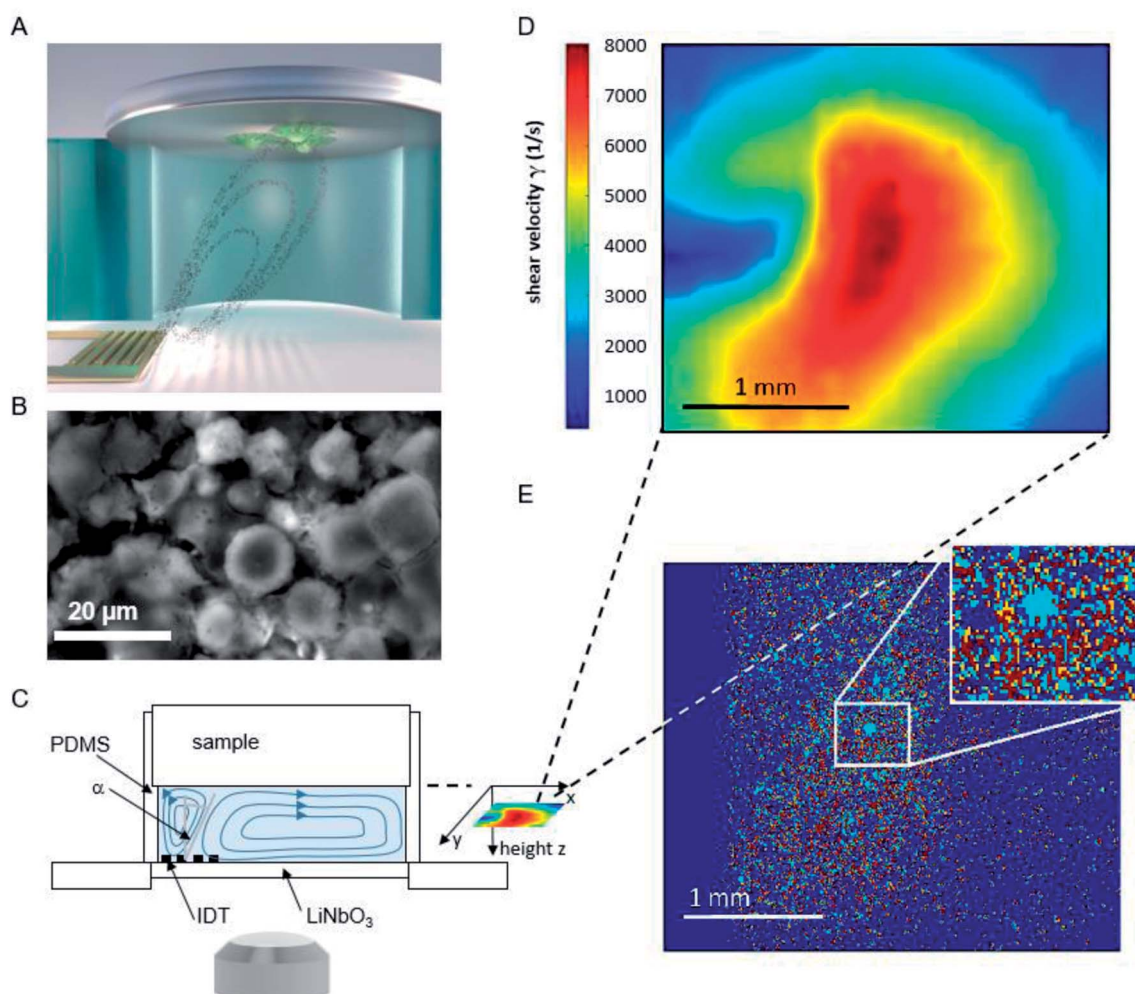 A
B
20 µm
C
PDMS
α
sample
IDT
LiNbO₃
x
y
height z
D
shear velocity γ (1/s)
8000
7000
6000
5000
4000
3000
2000
1000
1 mm
E
1 mm